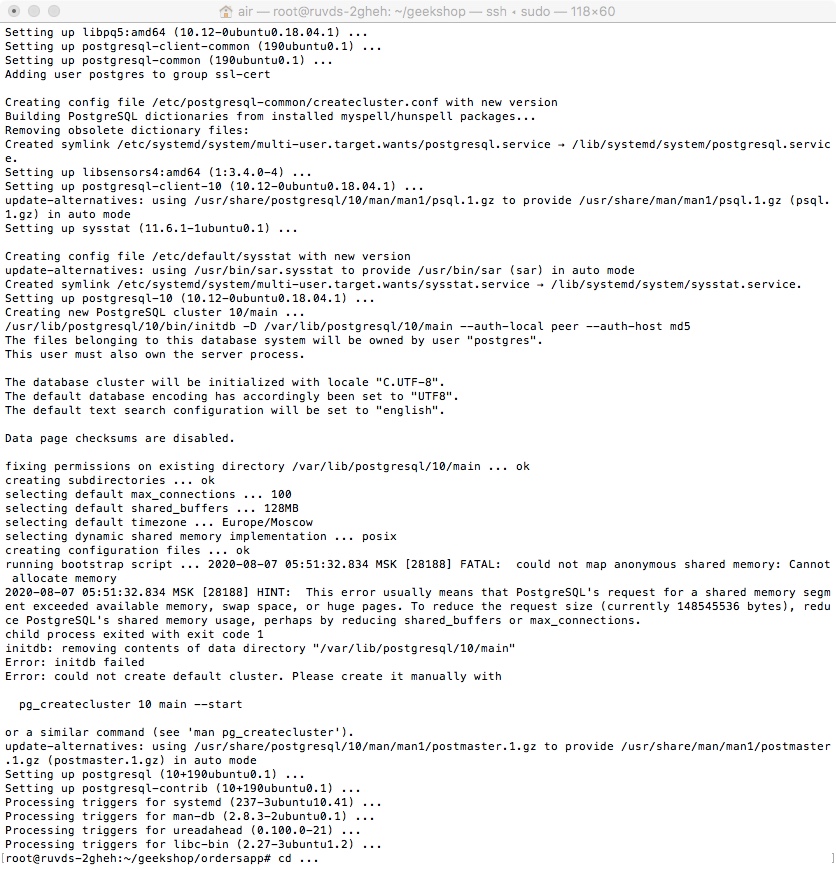 air — root@ruvds-2gheh: ~/geekshop — ssh ◂ sudo — 118×60
Setting up libpq5:amd64 (10.12-0ubuntu0.18.04.1) ...
Setting up postgresql-client-common (190ubuntu0.1) ...
Setting up postgresql-common (190ubuntu0.1) ...
Adding user postgres to group ssl-cert

Creating config file /etc/postgresql-common/createcluster.conf with new version
Building PostgreSQL dictionaries from installed myspell/hunspell packages...
Removing obsolete dictionary files:
Created symlink /etc/systemd/system/multi-user.target.wants/postgresql.service → /lib/systemd/system/postgresql.servic
e.
Setting up libsensors4:amd64 (1:3.4.0-4) ...
Setting up postgresql-client-10 (10.12-0ubuntu0.18.04.1) ...
update-alternatives: using /usr/share/postgresql/10/man/man1/psql.1.gz to provide /usr/share/man/man1/psql.1.gz (psql.
1.gz) in auto mode
Setting up sysstat (11.6.1-1ubuntu0.1) ...

Creating config file /etc/default/sysstat with new version
update-alternatives: using /usr/bin/sar.sysstat to provide /usr/bin/sar (sar) in auto mode
Created symlink /etc/systemd/system/multi-user.target.wants/sysstat.service → /lib/systemd/system/sysstat.service.
Setting up postgresql-10 (10.12-0ubuntu0.18.04.1) ...
Creating new PostgreSQL cluster 10/main ...
/usr/lib/postgresql/10/bin/initdb -D /var/lib/postgresql/10/main --auth-local peer --auth-host md5
The files belonging to this database system will be owned by user "postgres".
This user must also own the server process.

The database cluster will be initialized with locale "C.UTF-8".
The default database encoding has accordingly been set to "UTF8".
The default text search configuration will be set to "english".

Data page checksums are disabled.

fixing permissions on existing directory /var/lib/postgresql/10/main ... ok
creating subdirectories ... ok
selecting default max_connections ... 100
selecting default shared_buffers ... 128MB
selecting default timezone ... Europe/Moscow
selecting dynamic shared memory implementation ... posix
creating configuration files ... ok
running bootstrap script ... 2020-08-07 05:51:32.834 MSK [28188] FATAL:  could not map anonymous shared memory: Cannot
 allocate memory
2020-08-07 05:51:32.834 MSK [28188] HINT:  This error usually means that PostgreSQL's request for a shared memory segm
ent exceeded available memory, swap space, or huge pages. To reduce the request size (currently 148545536 bytes), redu
ce PostgreSQL's shared memory usage, perhaps by reducing shared_buffers or max_connections.
child process exited with exit code 1
initdb: removing contents of data directory "/var/lib/postgresql/10/main"
Error: initdb failed
Error: could not create default cluster. Please create it manually with

  pg_createcluster 10 main --start

or a similar command (see 'man pg_createcluster').
update-alternatives: using /usr/share/postgresql/10/man/man1/postmaster.1.gz to provide /usr/share/man/man1/postmaster
.1.gz (postmaster.1.gz) in auto mode
Setting up postgresql (10+190ubuntu0.1) ...
Setting up postgresql-contrib (10+190ubuntu0.1) ...
Processing triggers for systemd (237-3ubuntu10.41) ...
Processing triggers for man-db (2.8.3-2ubuntu0.1) ...
Processing triggers for ureadahead (0.100.0-21) ...
Processing triggers for libc-bin (2.27-3ubuntu1.2) ...
[root@ruvds-2gheh:~/geekshop/ordersapp# cd ... ]